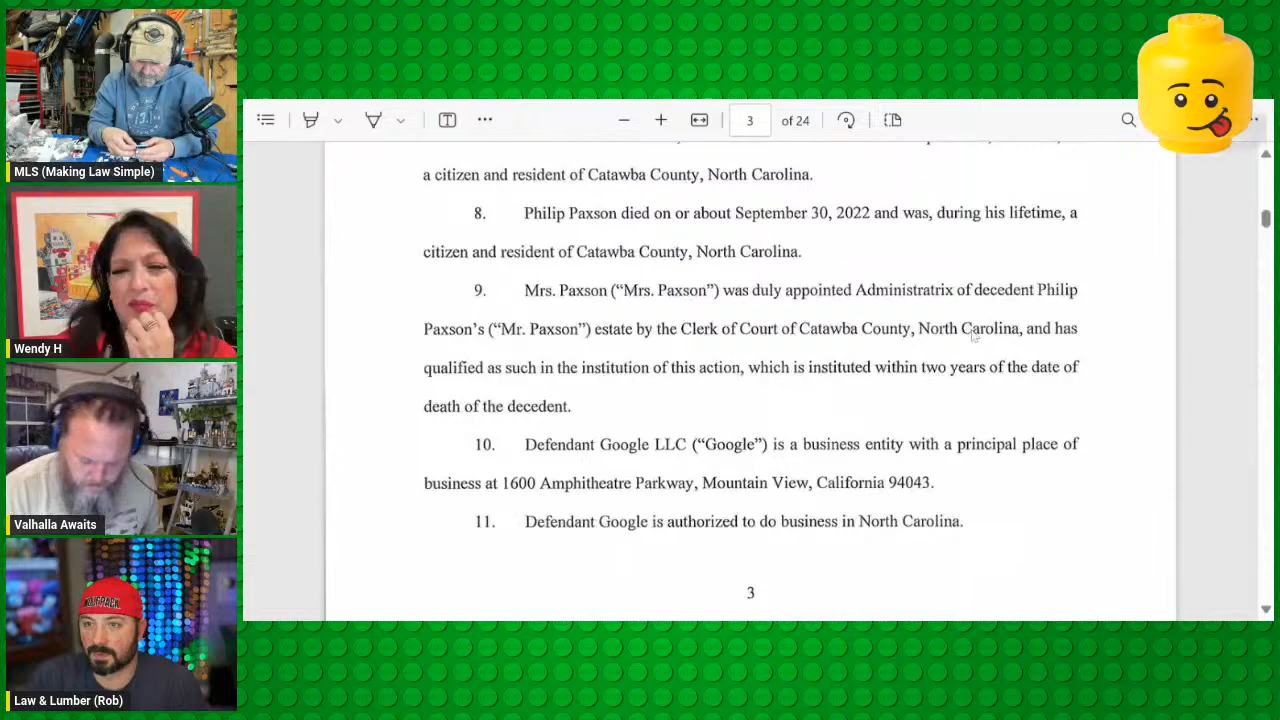 MLS (Making Law Simple)
Wendy H
Valhalla Awaits
WOLFPACK
Law & Lumber (Rob)
3 of 24
a citizen and resident of Catawba County, North Carolina.
8. Philip Paxson died on or about September 30, 2022 and was, during his lifetime, a
citizen and resident of Catawba County, North Carolina.
9. Mrs. Paxson (“Mrs. Paxson”) was duly appointed Administratrix of decedent Philip
Paxson’s (“Mr. Paxson”) estate by the Clerk of Court of Catawba County, North Carolina, and has
qualified as such in the institution of this action, which is instituted within two years of the date of
death of the decedent.
10. Defendant Google LLC (“Google”) is a business entity with a principal place of
business at 1600 Amphitheatre Parkway, Mountain View, California 94043.
11. Defendant Google is authorized to do business in North Carolina.
3